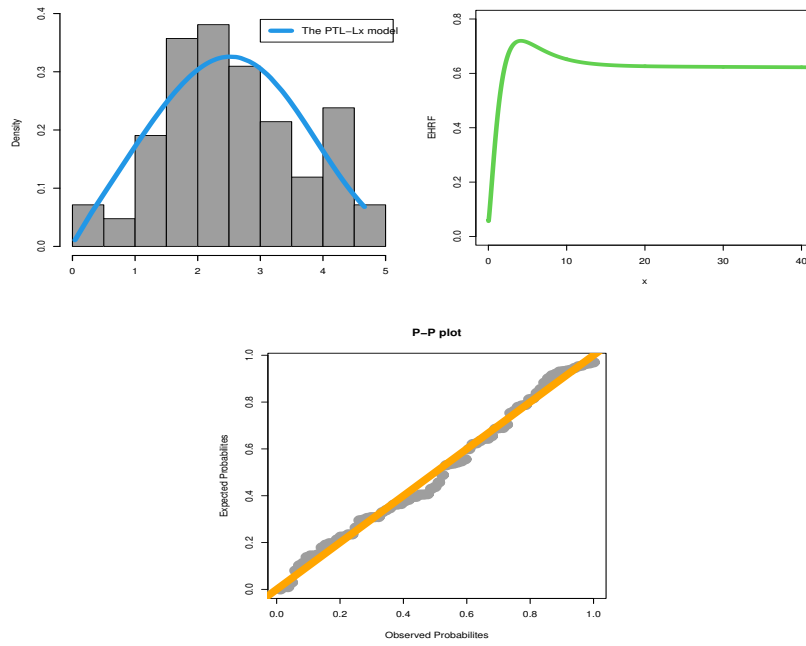 The PTL-Lx model
Density
0.0 0.1 0.2 0.3 0.4
0 1 2 3 4 5
EHRF
0.0 0.2 0.4 0.6 0.8
0 10 20 30 40
x
P-P plot
Expected Probabilites
0.0 0.2 0.4 0.6 0.8 1.0
0.0 0.2 0.4 0.6 0.8 1.0
Observed Probabilites